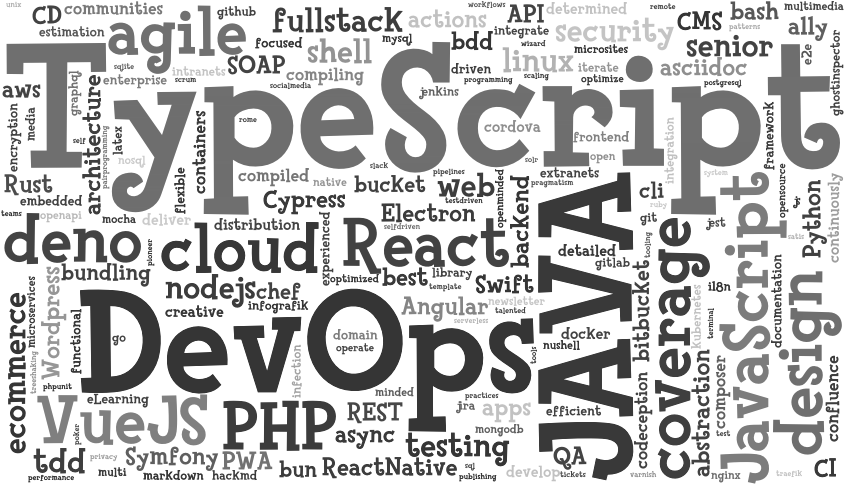 unix
CD
communities
github
fullstack
actions
workflows
API
determined
remote
CMS
bash
multimedia
estimation
agile
focused
mysql
bdd
integrate
wizard
security
microsites
patterns
senior
ally
e2e
ghostinspector
sqlite
SOAP
shell
driven
linux
iterate
asciidoc
enterprise
intranets
scrum
compiling
programming
scaling
optimize
postgresql
socialmedia
aws
TypeScript
graphql
jenkins
encryption
media
architecture
self
pairprogramming
latex
nosql
containers
rome
cordova
frontend
integration
framework
slack
solr
open
system
Rust
flexible
compiled
native
bucket
pipelines
web
pragmatism
extranets
cli
ruby
opensource
Python
continuously
embedded
Cypress
testdriven
openminded
backend
teams
openapi
mocha
deliver
distribution
experienced
Electron
selfdriven
git
jest
satis
deno
pioneer
cloud
React
detailed
gitlab
tooling
JAVA
JavaScript
bundling
nodejs
chef
optimized
best
library
template
Swift
bitbucket
coverage
i18n
documentation
design
ecommerce
microservices
Wordpress
creative
infografik
Angular
newsletter
talented
serverless
kubernetes
terminal
functional
go
DevOps
domain
operate
docker
nushell
treeshaking
phpunit
infection
tools
abstraction
composer
confluence
eLearning
minded
practices
VueJS
poker
PHP
REST
jra
apps
efficient
codeception
test
async
mongodb
testing
tdd
privacy
Symfony
PWA
QA
performance
multi
markdown
hacKmd
bun
ReactNative
sql
publishing
develop
tickets
varnish
nginx
traefik
CI